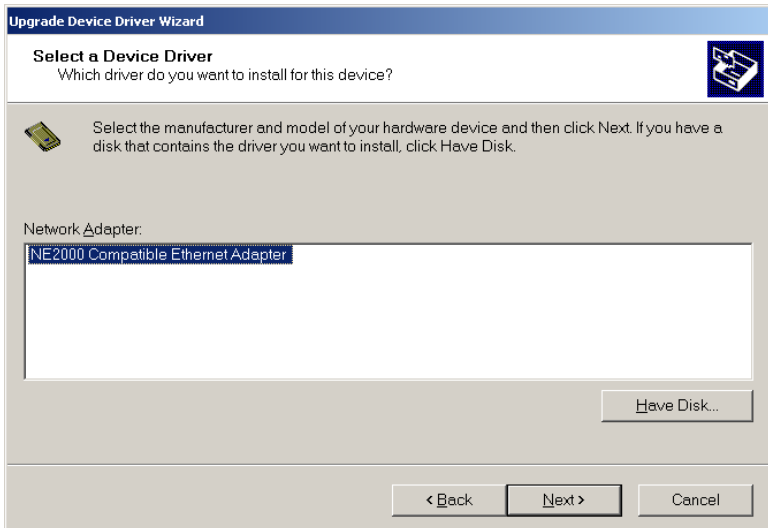 Upgrade Device Driver Wizard
Select a Device Driver
Which driver do you want to install for this device?
Select the manufacturer and model of your hardware device and then click Next. If you have a
disk that contains the driver you want to install, click Have Disk.
Network Adapter:
NE2000 Compatible Ethernet Adapter
Have Disk...
< Back
Next >
Cancel